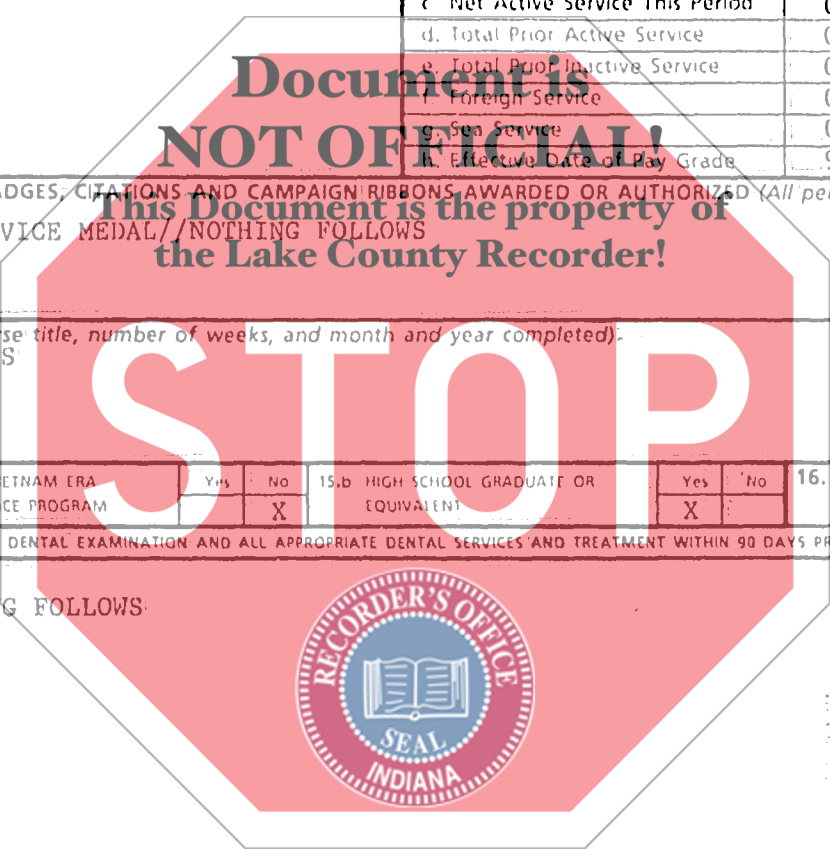 c. Net Active Service This Period
d. Total Prior Active Service
e. Total Prior Inactive Service
f. Foreign Service
g. Sea Service
h. Effective Date of Pay Grade
Document is
NOT OFFICIAL!
This Document is the property of
the Lake County Recorder!
ADGES, CITATIONS AND CAMPAIGN RIBBONS AWARDED OR AUTHORIZED (All per
VICE MEDAL//NOTHING FOLLOWS
rse title, number of weeks, and month and year completed)
S
STOP
ETNAM ERA Yes No 15.b HIGH SCHOOL GRADUATE OR Yes No 16.
CE PROGRAM X EQUIVALENT X
DENTAL EXAMINATION AND ALL APPROPRIATE DENTAL SERVICES AND TREATMENT WITHIN 90 DAYS PR
G FOLLOWS
RECORDER'S OFFICE
SEAL
INDIANA